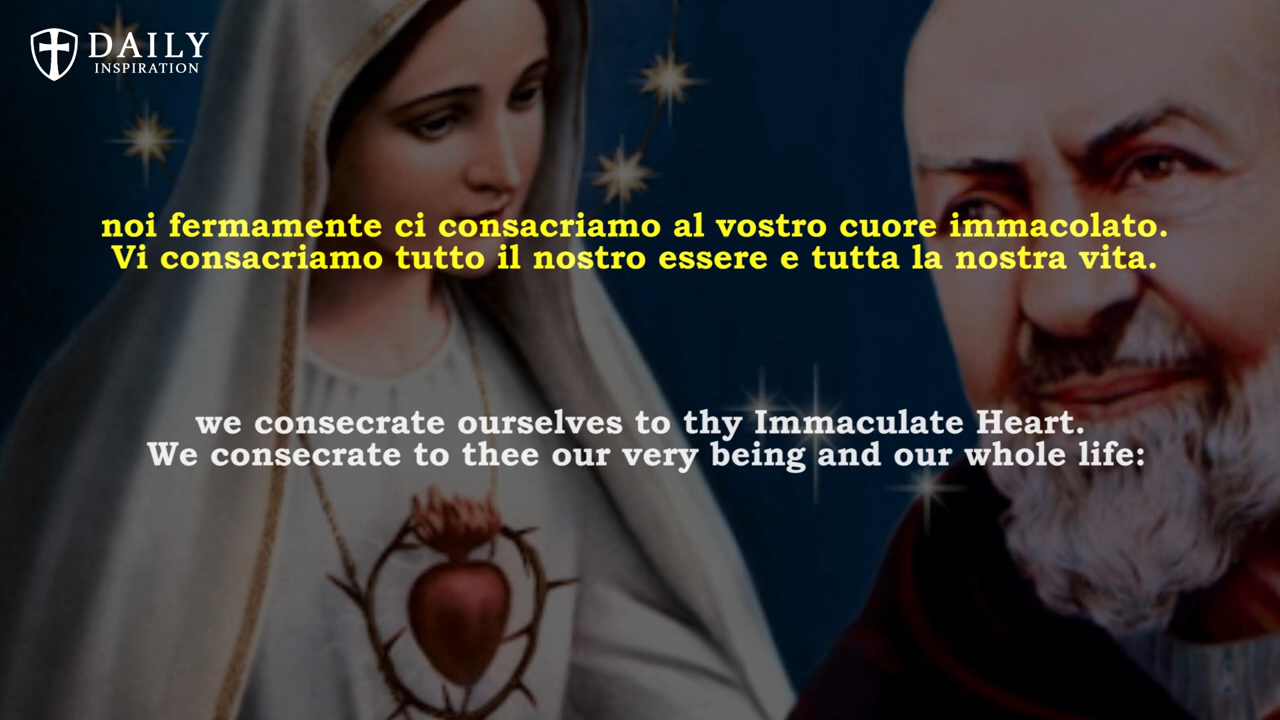 DAILY
INSPIRATION
noi fermamente ci consacriamo al vostro cuore immacolato.
Vi consacriamo tutto il nostro essere e tutta la nostra vita.
we consecrate ourselves to thy Immaculate Heart.
We consecrate to thee our very being and our whole life: